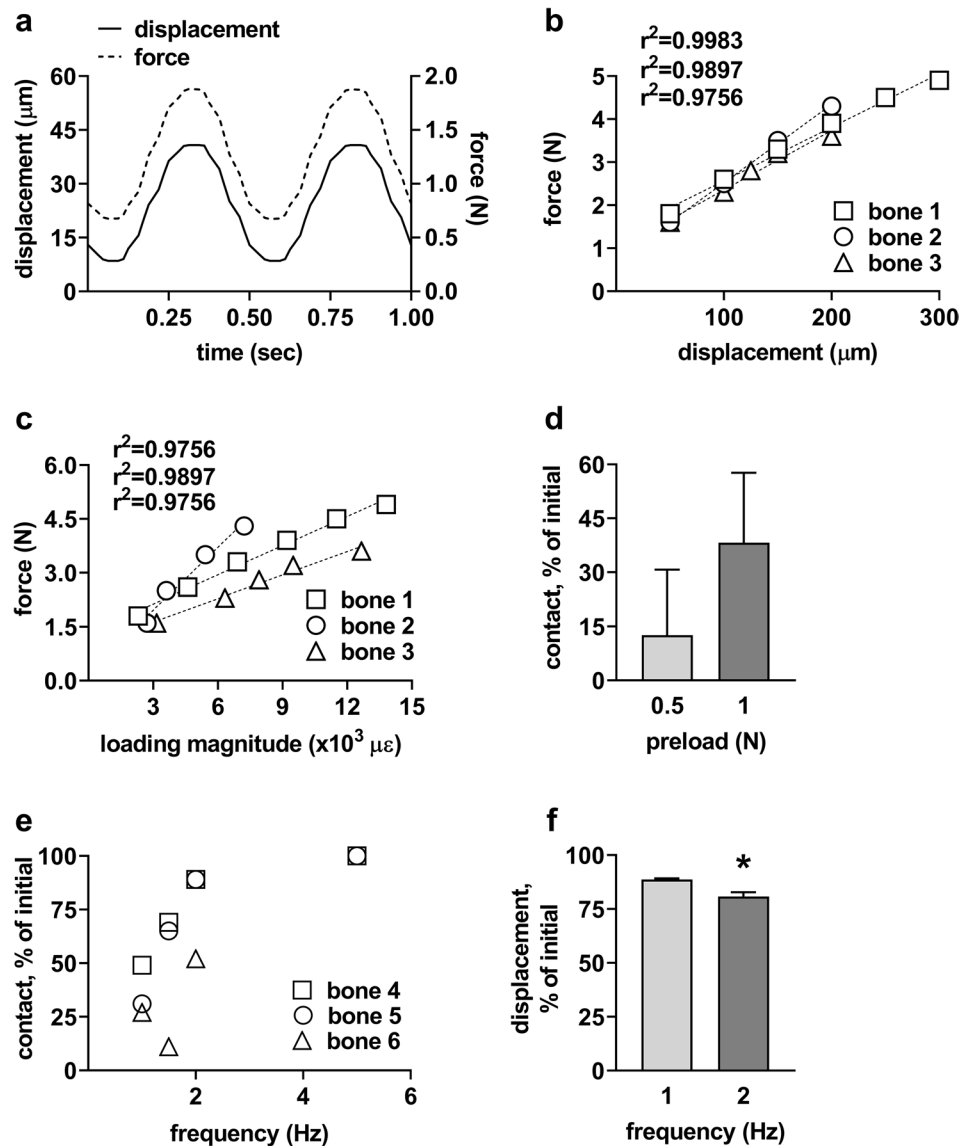 a
displacement
force
60
45
30
15
0
displacement (μm)
2.0
1.5
1.0
0.5
0.0
force (N)
0.25 0.50 0.75 1.00
time (sec)
b
r²=0.9983
r²=0.9897
r²=0.9756
5
4
3
2
1
0
force (N)
bone 1
bone 2
bone 3
100 200 300
displacement (μm)
c
r²=0.9756
r²=0.9897
r²=0.9756
6.0
4.5
3.0
1.5
0.0
force (N)
bone 1
bone 2
bone 3
3 6 9 12 15
loading magnitude (x10³ με)
d
60
45
30
15
0
contact, % of initial
0.5 1
preload (N)
e
100
75
50
25
0
contact, % of initial
bone 4
bone 5
bone 6
2 4 6
frequency (Hz)
f
100
75
50
25
0
displacement,
% of initial
*
1 2
frequency (Hz)